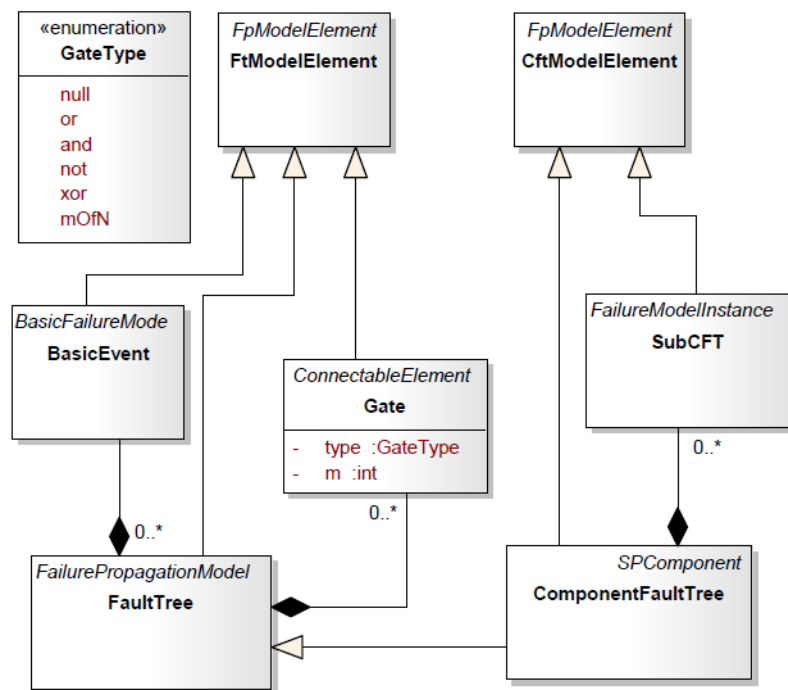 «enumeration»
GateType
null
or
and
not
xor
mOfN
FpModelElement
FtModelElement
FpModelElement
CftModelElement
BasicFailureMode
BasicEvent
FailureModelInstance
SubCFT
ConnectableElement
Gate
- type :GateType
- m :int
0..*
0..*
0..*
FailurePropagationModel
FaultTree
SPComponent
ComponentFaultTree